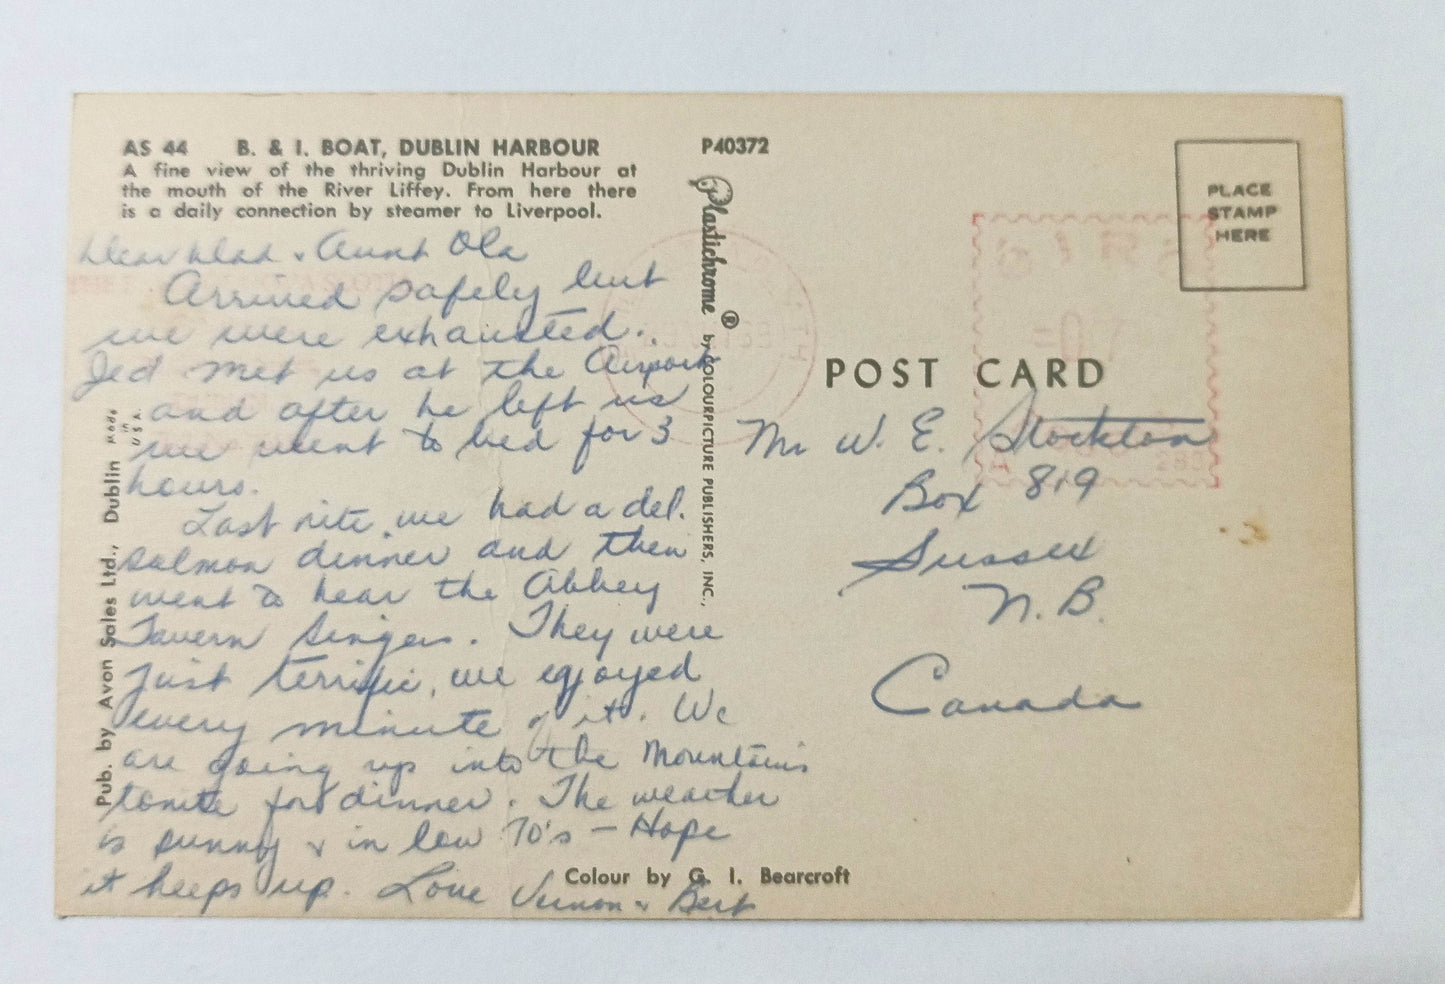 AS 44 B. & I. BOAT, DUBLIN HARBOUR
A fine view of the thriving Dublin Harbour at
the mouth of the River Liffey. From here there
is a daily connection by steamer to Liverpool.
Dear Dad & Aunt Ola
Arrived safely but
we were exhausted.
Jed met us at the Airport
and after he left us
we went to bed for 3
hours.
Last nite we had a del.
salmon dinner and then
went to hear the Abbey
Tavern Singers. They were
just terrific, we enjoyed
every minute of it. We
are going up into the Mountains
tonite for dinner. The weather
is sunny & in low 70's - Hope
it keeps up. Love Vernon & Bert
Pub. by Avon Sales Ltd., Dublin
Made
in
U S A
P40372
Plastichrome ® by COLOURPICTURE PUBLISHERS, INC.,
Colour by G. I. Bearcroft
PLACE
STAMP
HERE
POST CARD
Mr W. E. Stockton
Box 819
Sussex
N. B.
Canada